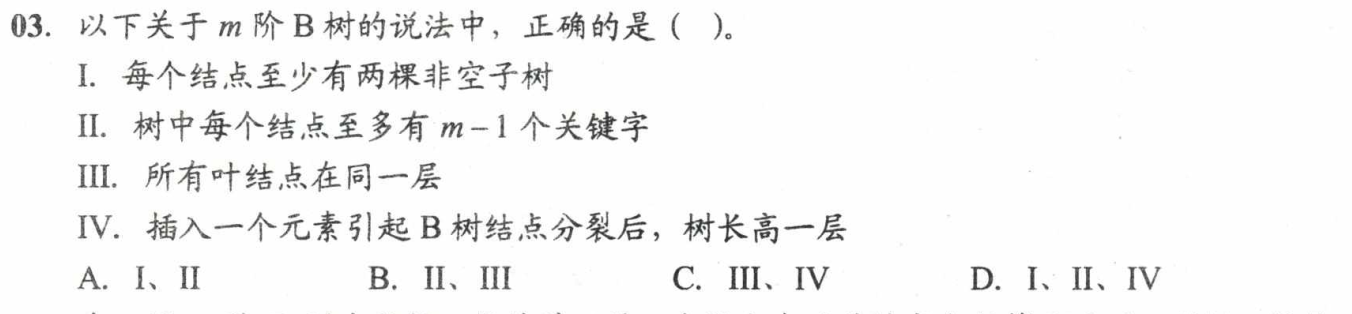 03. 以下关于 m 阶 B 树的说法中，正确的是（ ）。
I. 每个结点至少有两棵非空子树
II. 树中每个结点至多有 m−1 个关键字
III. 所有叶结点在同一层
IV. 插入一个元素引起 B 树结点分裂后，树长高一层
A. I、II B. II、III C. III、IV D. I、II、IV